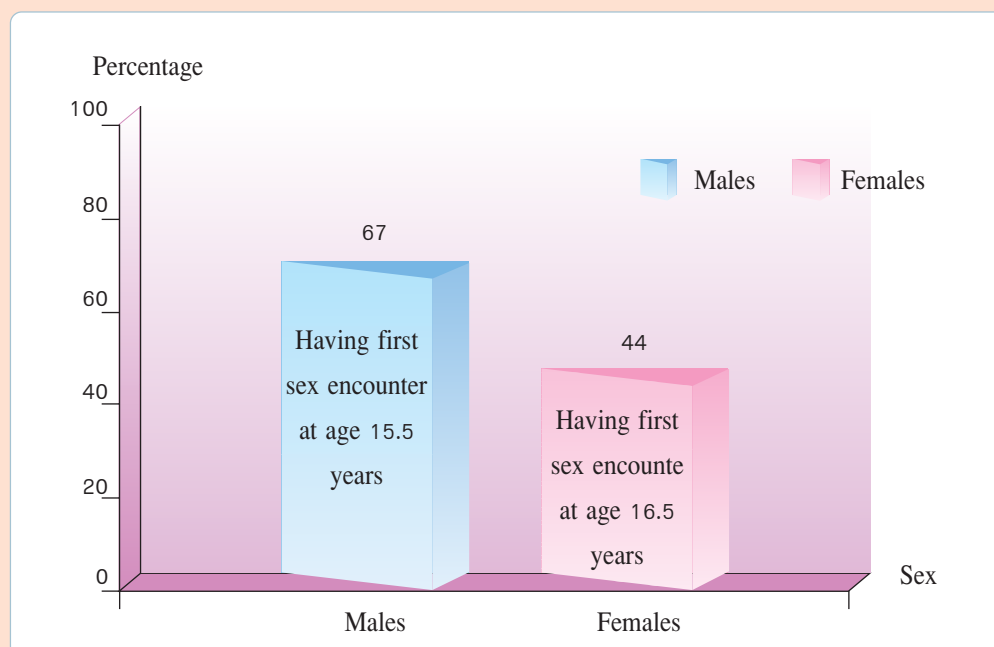 Percentage
100
80
60
40
20
0
Males
Females
67
Having first
sex encounter
at age 15.5
years
44
Having first
sex encounte
at age 16.5
years
Sex
Males
Females